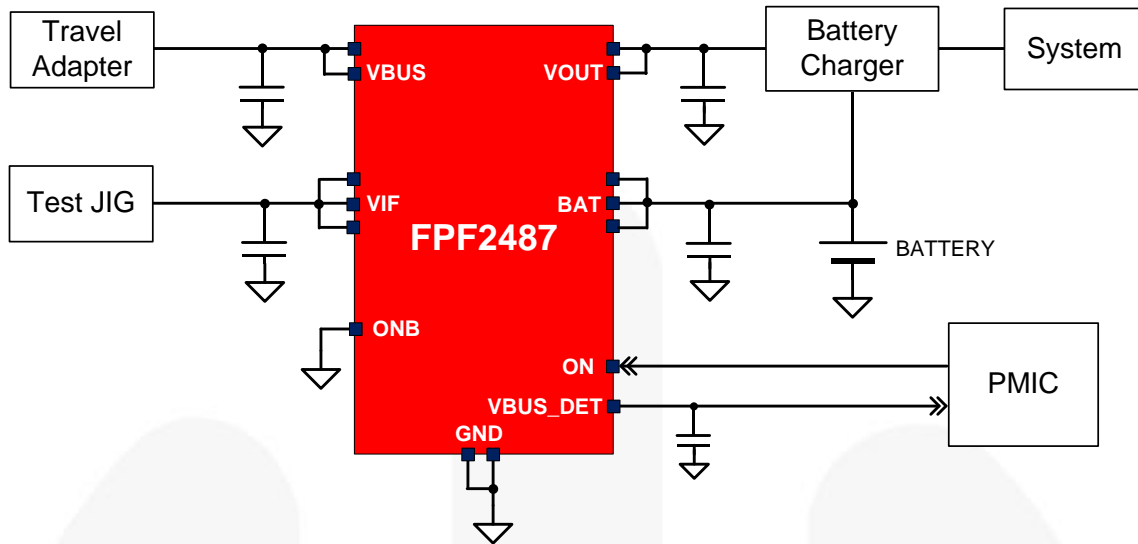 Travel
Adapter
VBUS
VOUT
Battery
Charger
System
Test JIG
VIF
BAT
FPF2487
BATTERY
ONB
ON
VBUS_DET
GND
PMIC